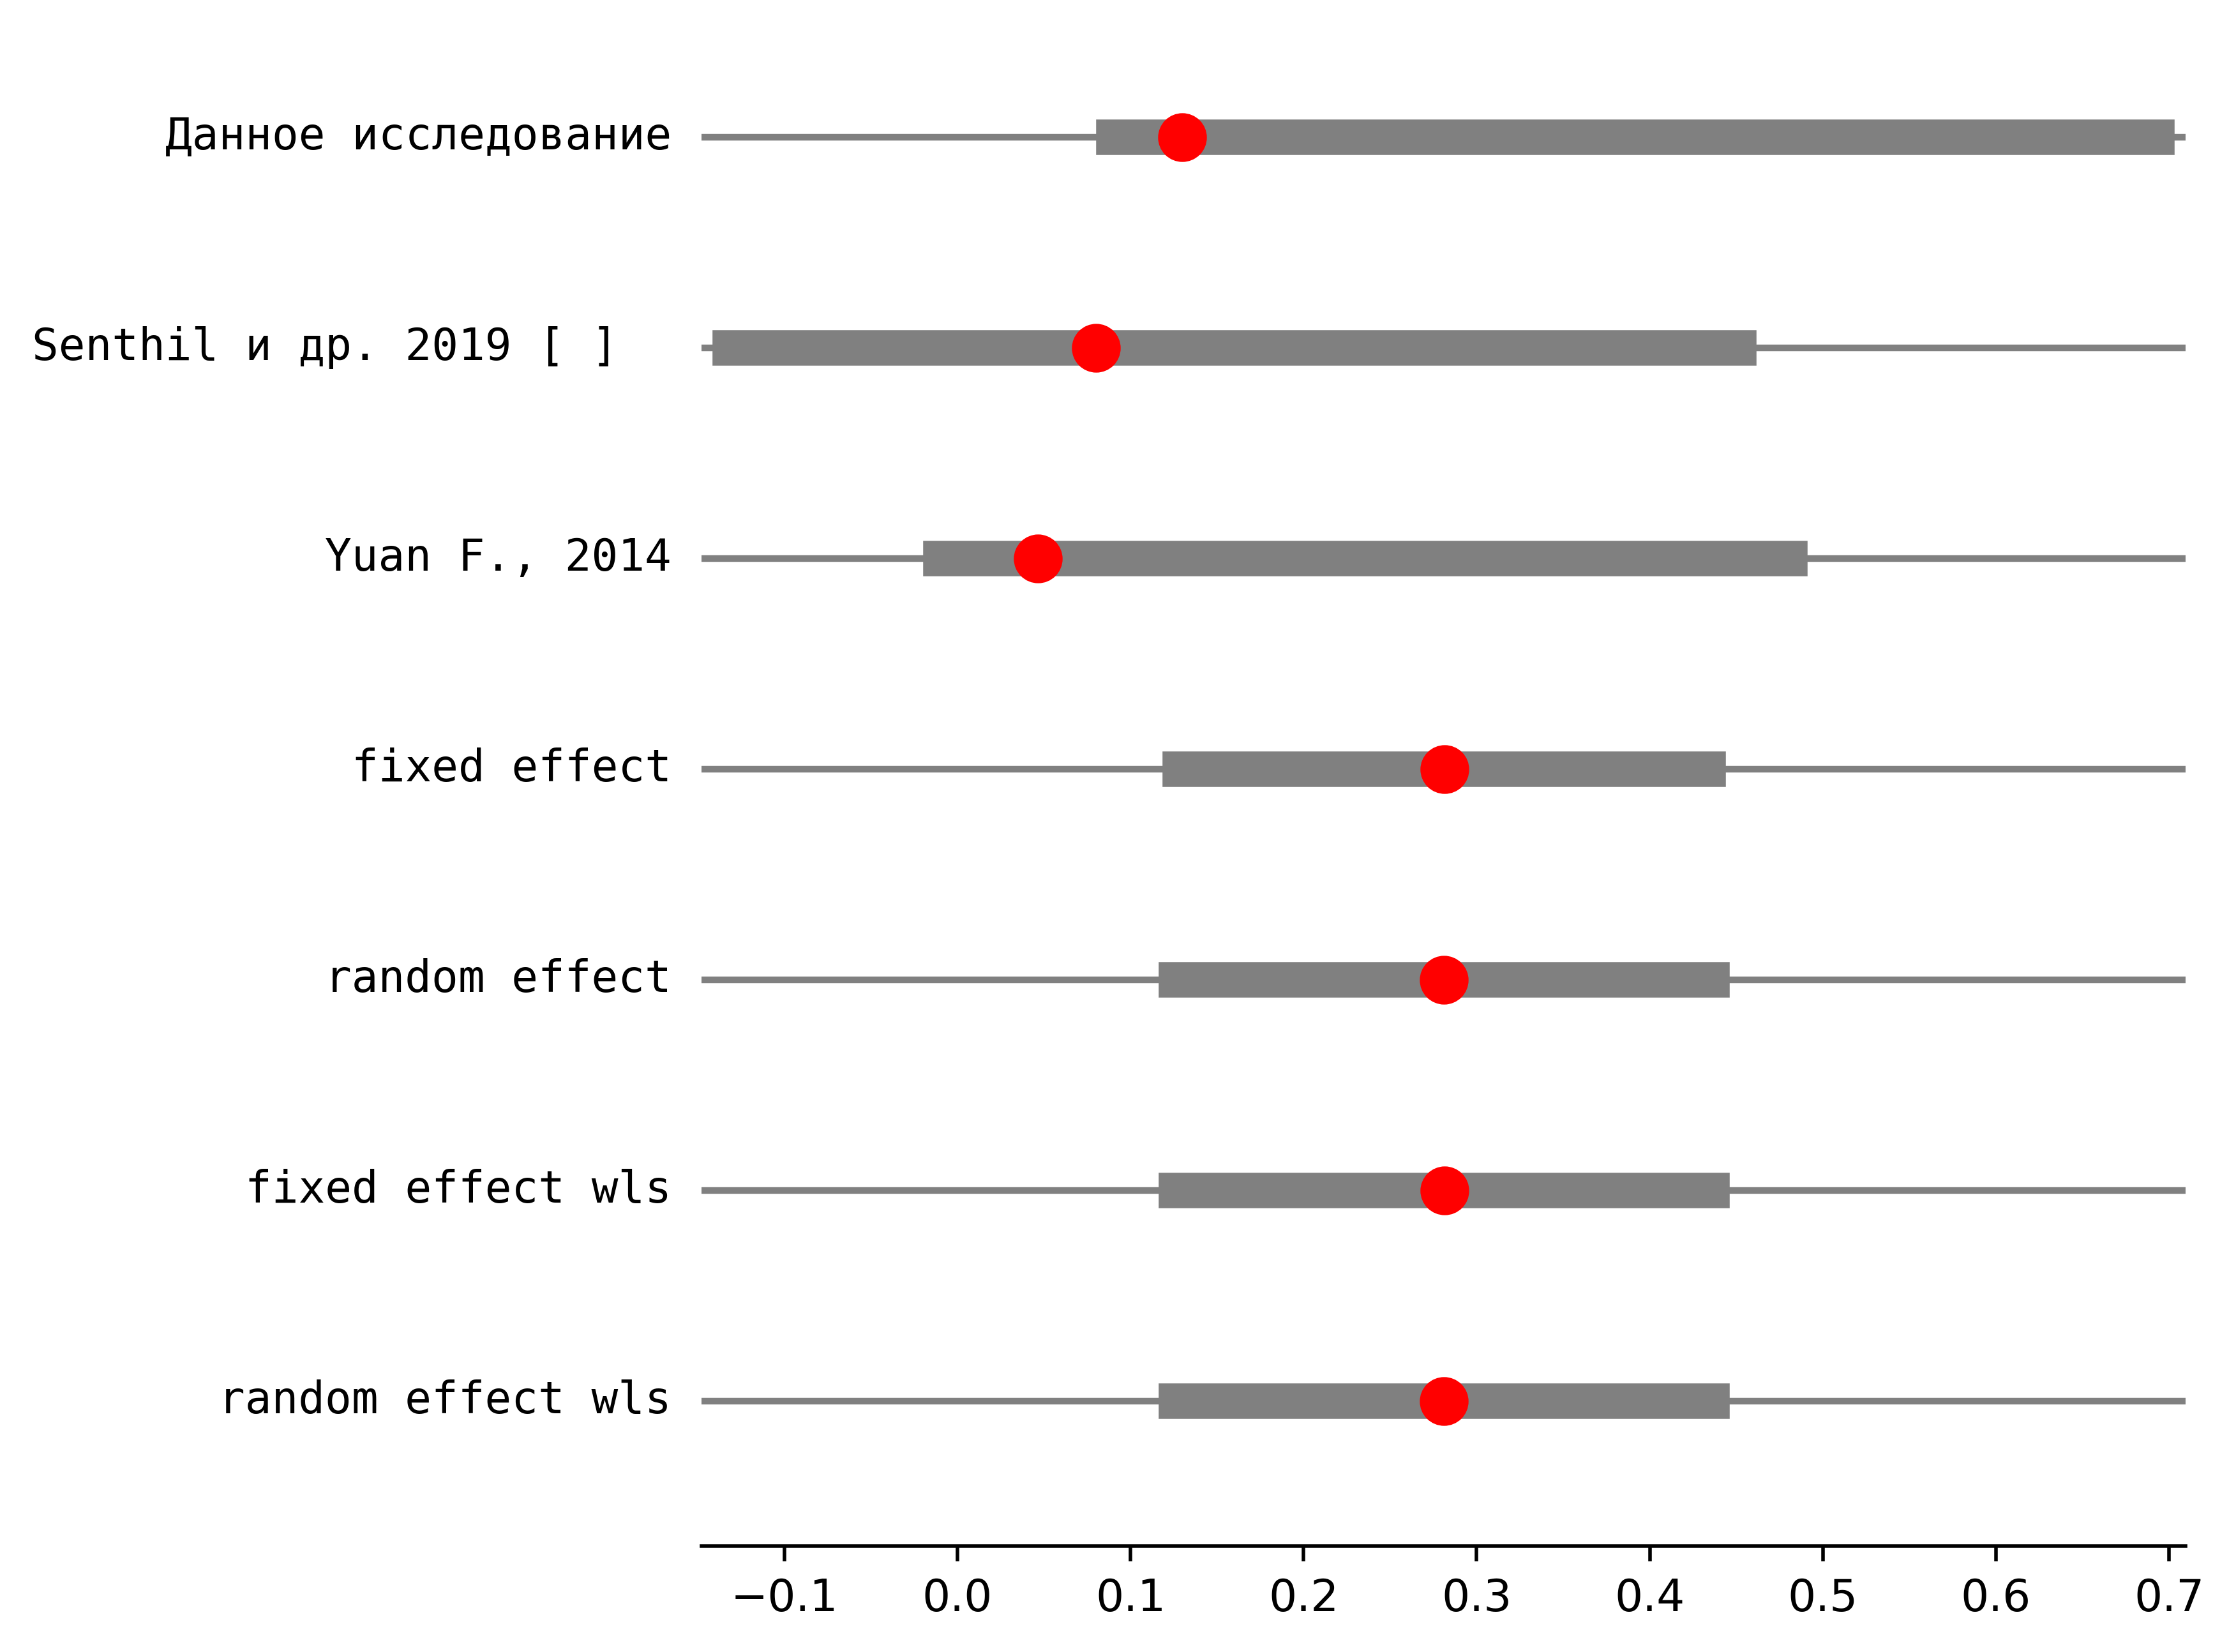 Данное исследование
Senthil и др. 2019 [ ]
Yuan F., 2014
fixed effect
random effect
fixed effect wls
random effect wls
−0.1 0.0 0.1 0.2 0.3 0.4 0.5 0.6 0.7